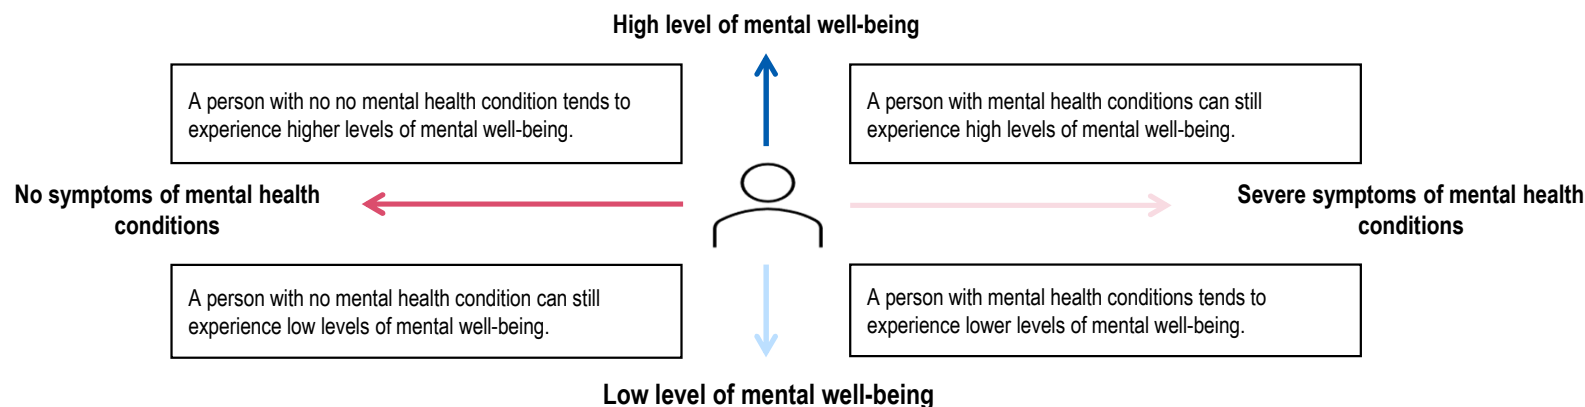 High level of mental well-being
A person with no no mental health condition tends to
experience higher levels of mental well-being.
A person with mental health conditions can still
experience high levels of mental well-being.
No symptoms of mental health
conditions
Severe symptoms of mental health
conditions
A person with no mental health condition can still
experience low levels of mental well-being.
A person with mental health conditions tends to
experience lower levels of mental well-being.
Low level of mental well-being